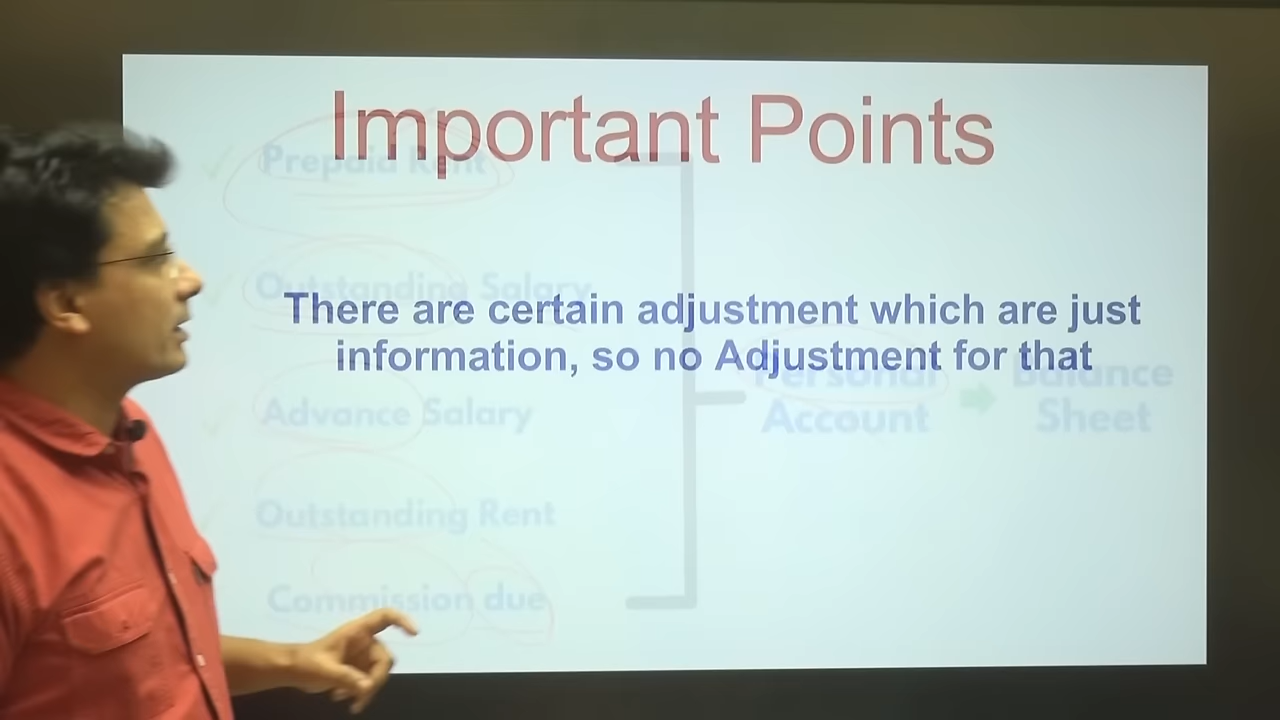 Important Points
Prepaid Rent
Outstanding Salary
There are certain adjustment which are just
information, so no Adjustment for that
Personal
Account
Balance
Sheet
Advance Salary
Outstanding Rent
Commission due